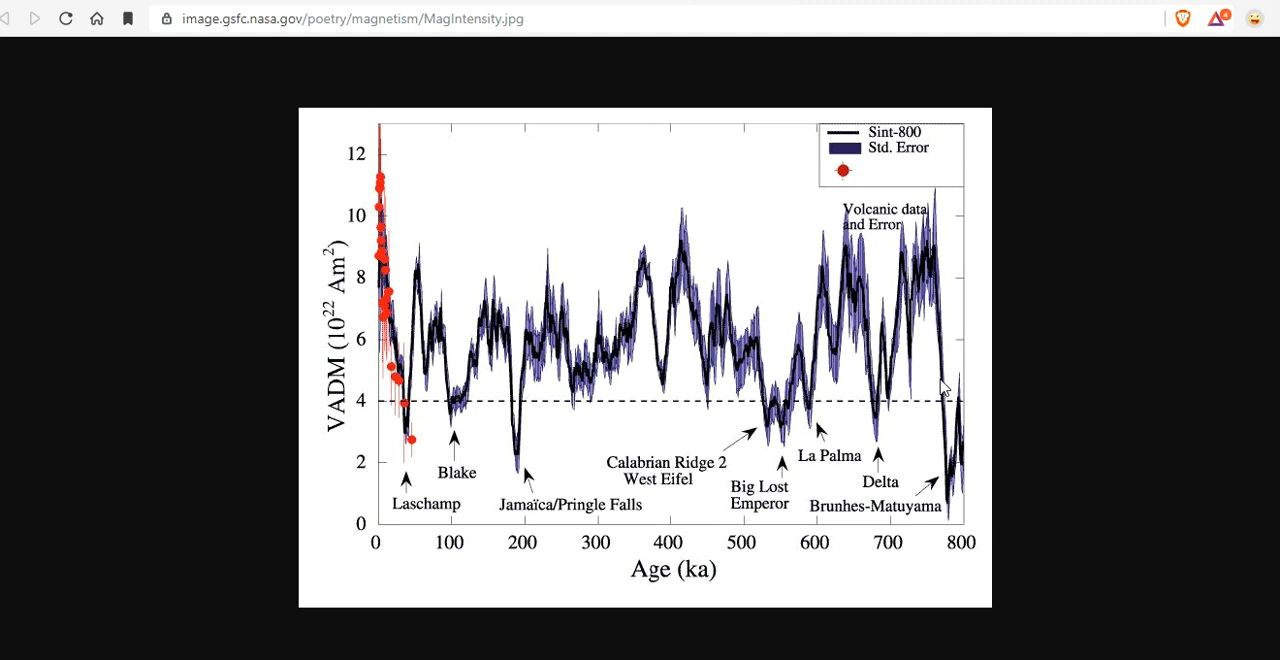 image.gsfc.nasa.gov/poetry/magnetism/MagIntensity.jpg
4
Sint-800
Std. Error
Volcanic data
and Error
12
10
8
6
4
2
0
VADM (10²² Am²)
Calabrian Ridge 2
West Eifel
La Palma
Blake
Big Lost
Emperor
Delta
Laschamp
Jamaïca/Pringle Falls
Brunhes-Matuyama
0 100 200 300 400 500 600 700 800
Age (ka)